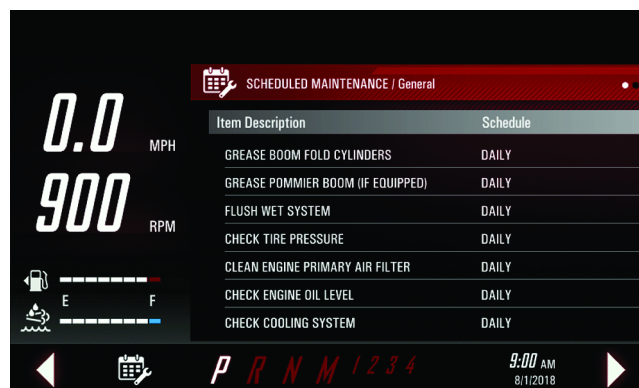 SCHEDULED MAINTENANCE / General
0.0 MPH
900 RPM
Item Description Schedule
GREASE BOOM FOLD CYLINDERS DAILY
GREASE POMMIER BOOM (IF EQUIPPED) DAILY
FLUSH WET SYSTEM DAILY
CHECK TIRE PRESSURE DAILY
CLEAN ENGINE PRIMARY AIR FILTER DAILY
CHECK ENGINE OIL LEVEL DAILY
CHECK COOLING SYSTEM DAILY
E F
P R N M 1 2 3 4
9:00 AM
8/1/2018